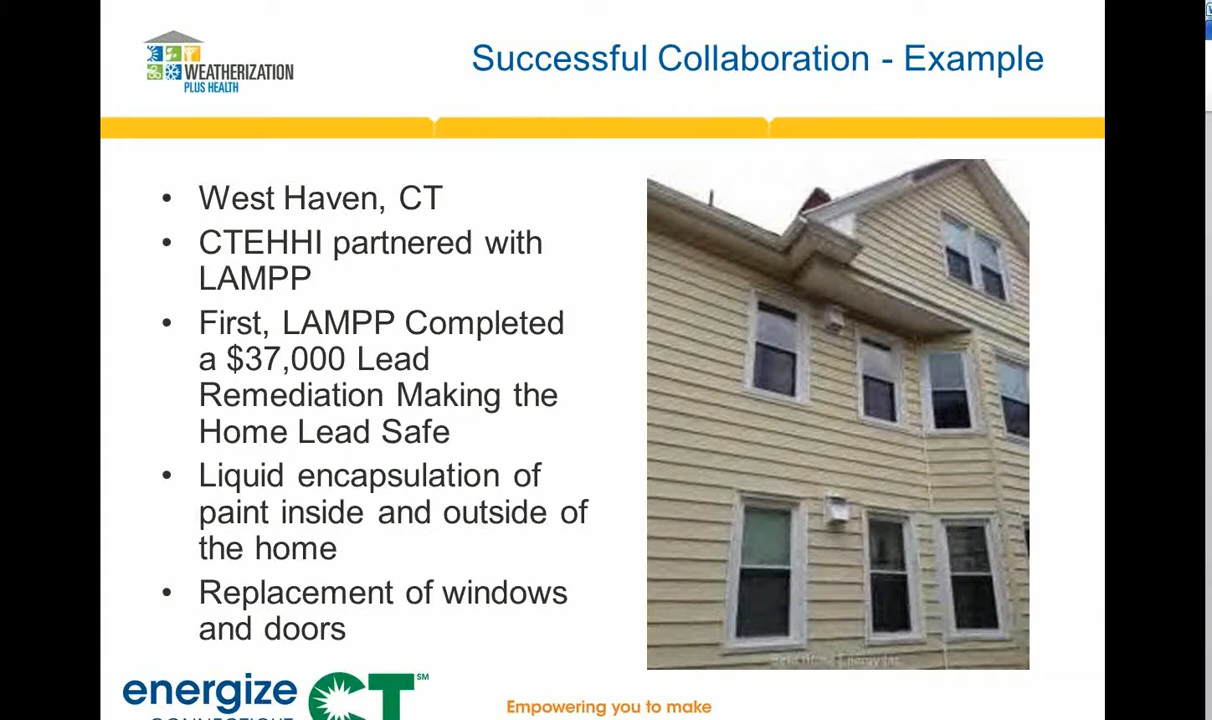 WEATHERIZATION
PLUS HEALTH
Successful Collaboration - Example
• West Haven, CT
• CTEHHI partnered with
LAMPP
• First, LAMPP Completed
a $37,000 Lead
Remediation Making the
Home Lead Safe
• Liquid encapsulation of
paint inside and outside of
the home
• Replacement of windows
and doors
energize
CT SM
Empowering you to make